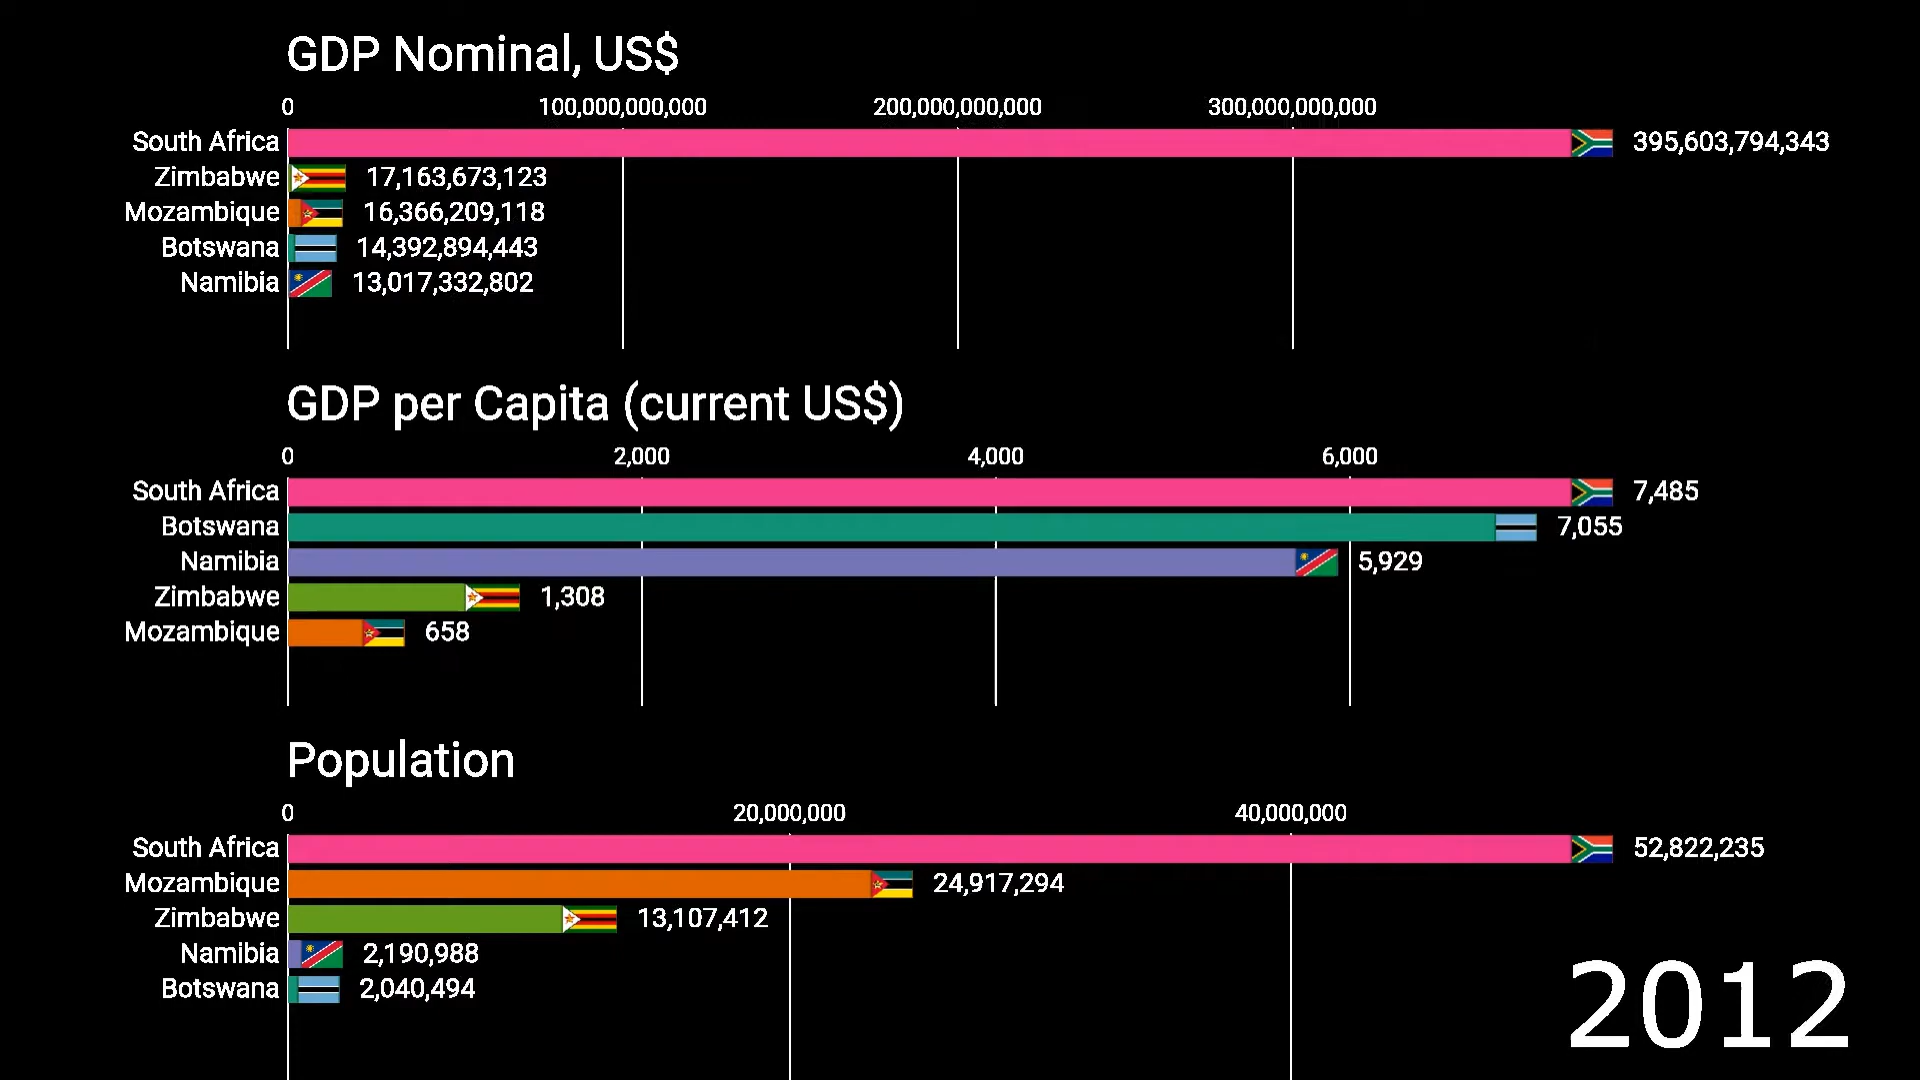 GDP Nominal, US$
0 100,000,000,000 200,000,000,000 300,000,000,000
South Africa 395,603,794,343
Zimbabwe 17,163,673,123
Mozambique 16,366,209,118
Botswana 14,392,894,443
Namibia 13,017,332,802
GDP per Capita (current US$)
0 2,000 4,000 6,000
South Africa 7,485
Botswana 7,055
Namibia 5,929
Zimbabwe 1,308
Mozambique 658
Population
0 20,000,000 40,000,000
South Africa 52,822,235
Mozambique 24,917,294
Zimbabwe 13,107,412
Namibia 2,190,988
Botswana 2,040,494
2012